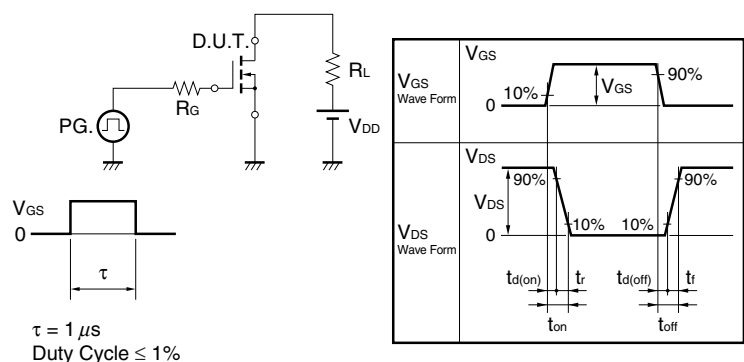 D.U.T.
RG
RL
PG.
VDD
VGS
0
τ
τ = 1 μs
Duty Cycle ≤ 1%
VGS
Wave Form
VGS
10%
0
VGS
90%
VDS
Wave Form
VDS
90%
VDS
10%
0
10%
90%
td(on)
tr
td(off)
tf
ton
toff